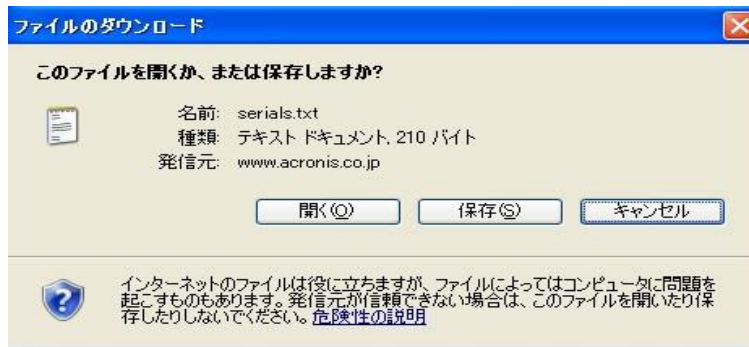 ファイルのダウンロード
このファイルを開くか、または保存しますか?
名前: serials.txt
種類: テキスト ドキュメント, 210 バイト
発信元: www.acronis.co.jp
開く(O) 保存(S) キャンセル
インターネットのファイルは役に立ちますが、ファイルによってはコンピュータに問題を
起こすものもあります。発信元が信頼できない場合は、このファイルを開いたり保
存したりしないでください。危険性の説明